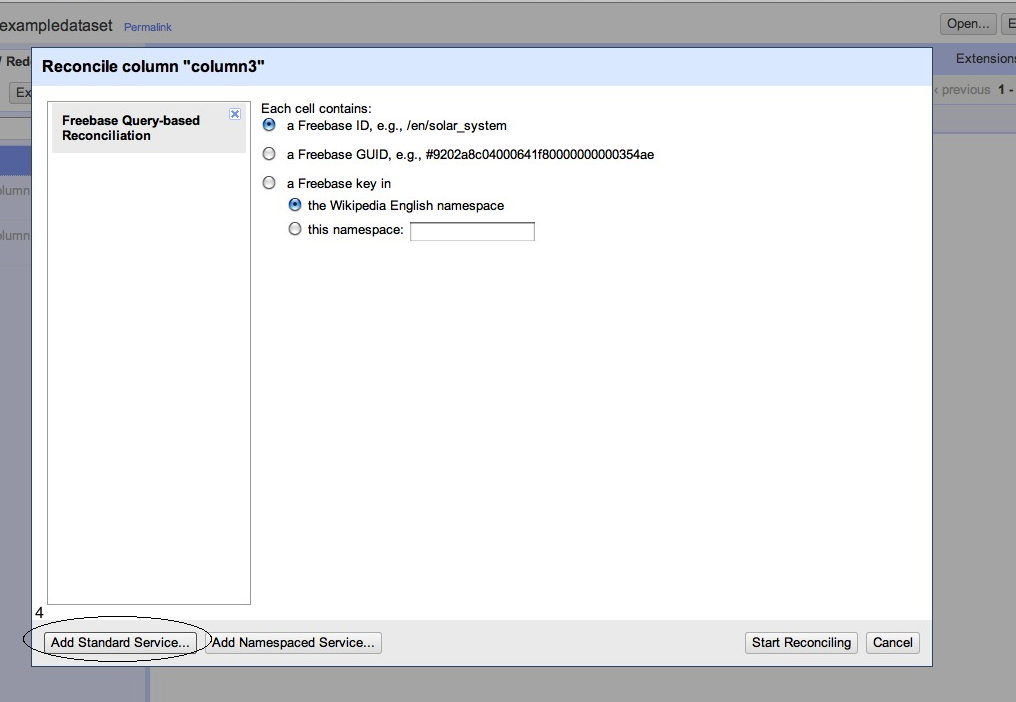 exampledataset Permalink
Open... E
/ Red
Extensions
Ex
‹ previous 1 -
Reconcile column "column3"
Freebase Query-based
Reconciliation
olumn
olumn
Each cell contains:
a Freebase ID, e.g., /en/solar_system
a Freebase GUID, e.g., #9202a8c04000641f80000000000354ae
a Freebase key in
the Wikipedia English namespace
this namespace:
4
Add Standard Service... Add Namespaced Service... Start Reconciling Cancel